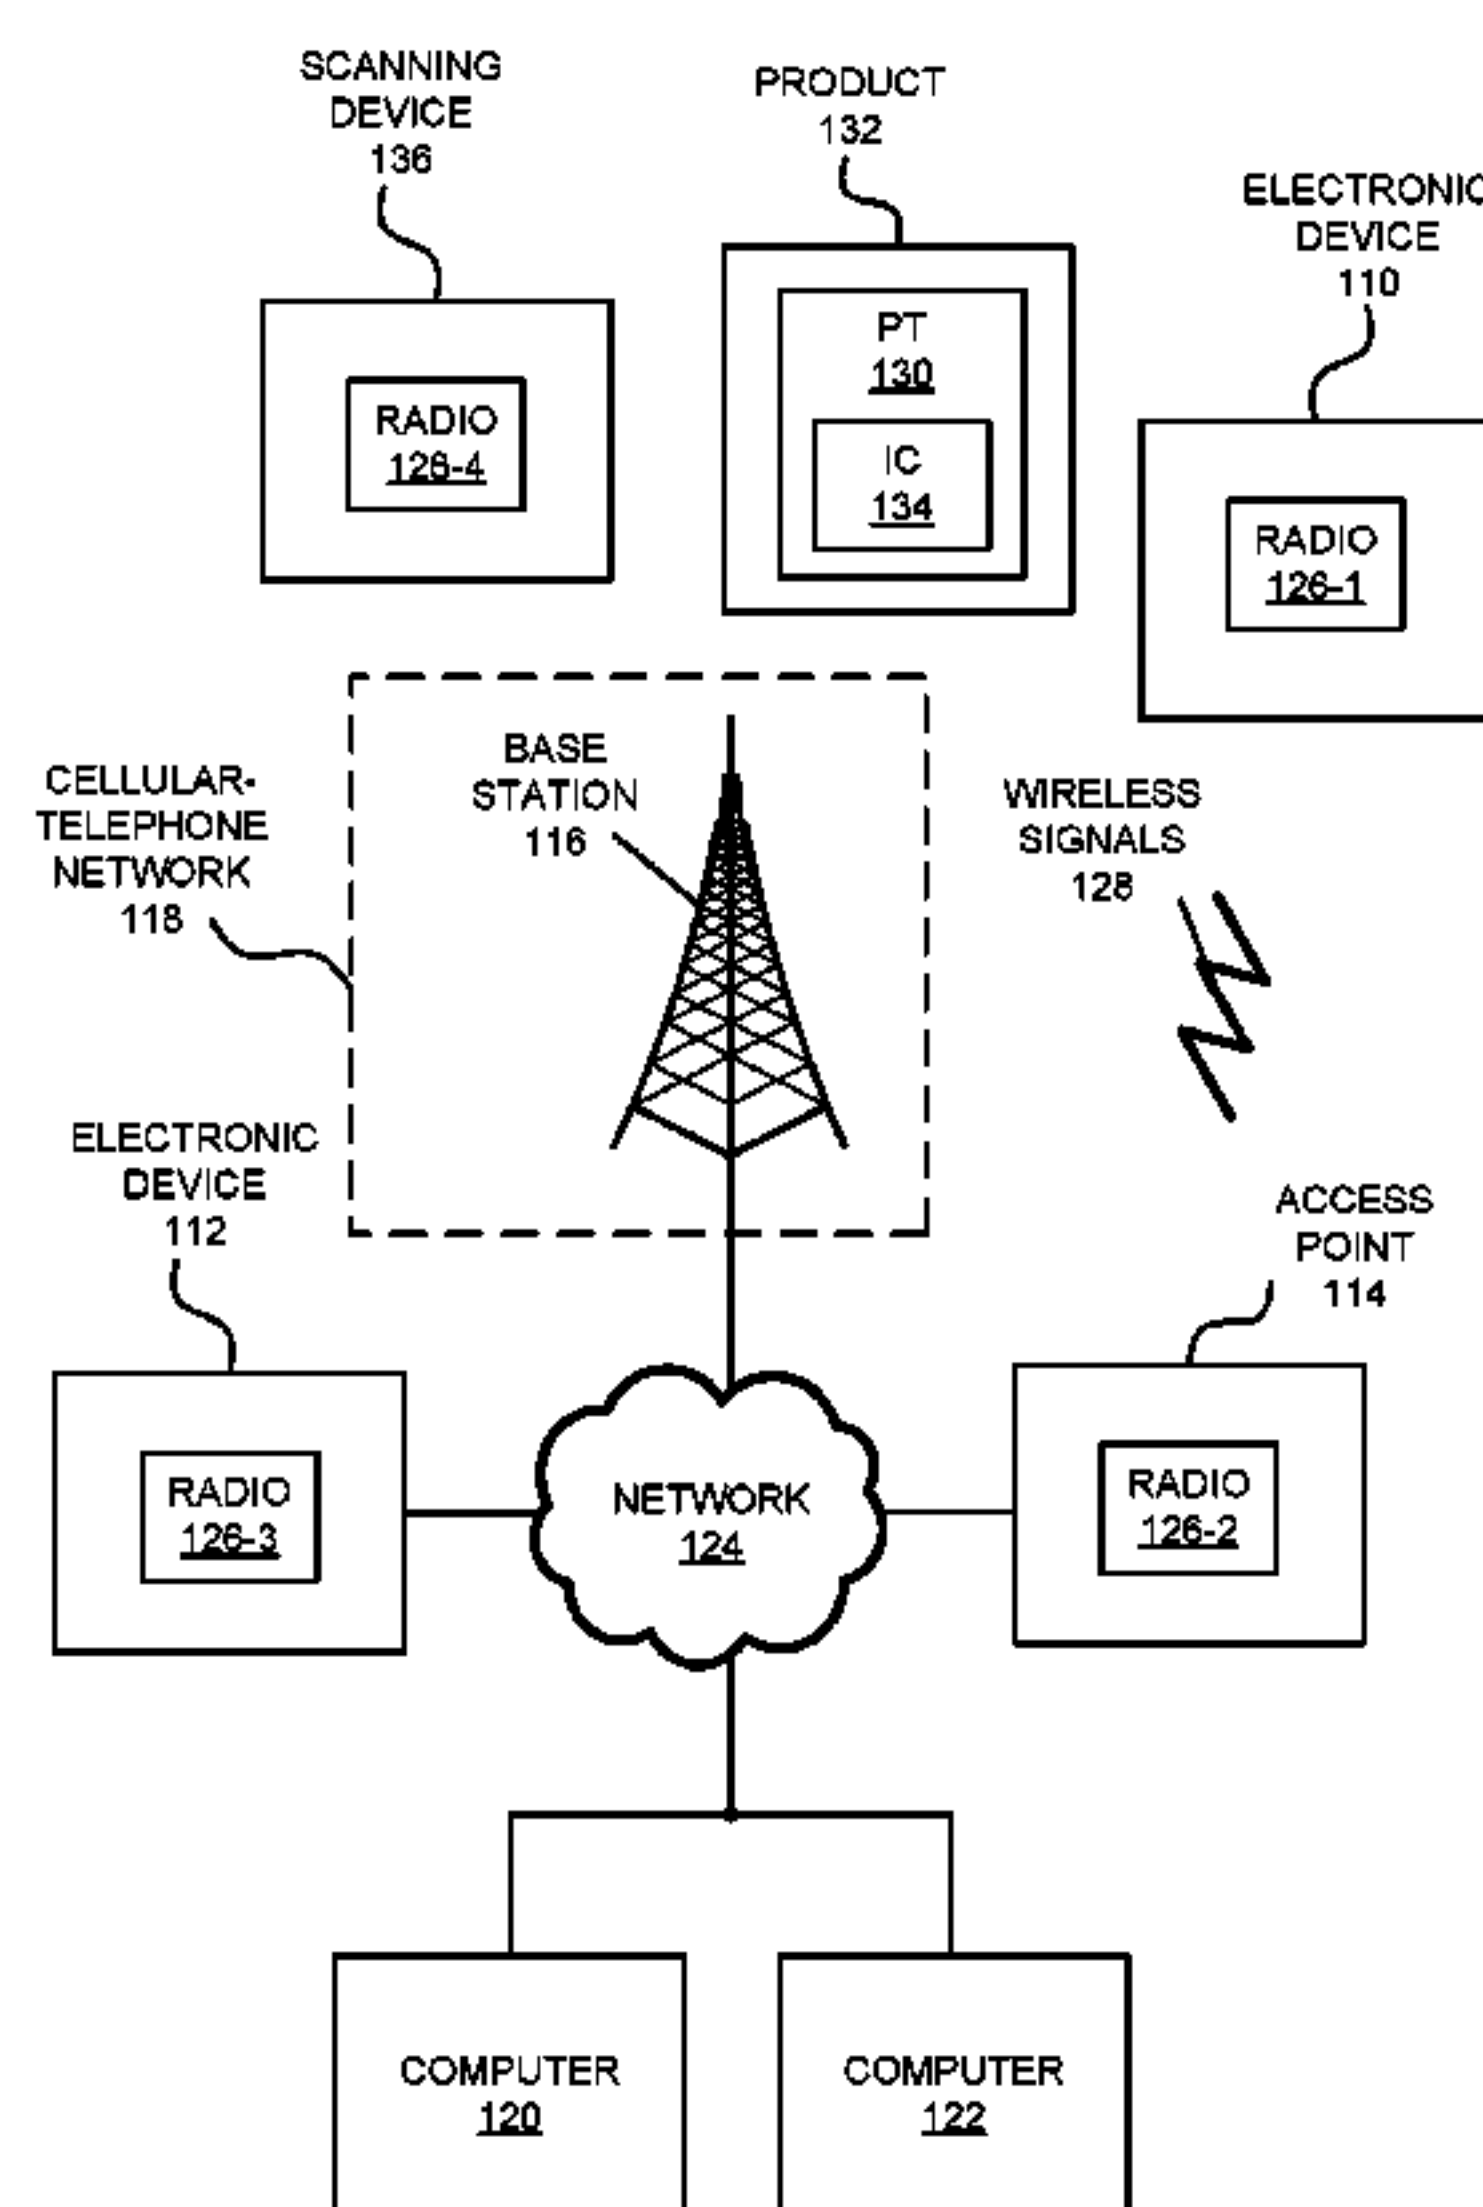 SCANNING
DEVICE
136
PRODUCT
132
ELECTRONIC
DEVICE
110
PT
130
IC
134
RADIO
126-4
RADIO
126-1
BASE
STATION
116
CELLULAR-
TELEPHONE
NETWORK
118
WIRELESS
SIGNALS
128
ELECTRONIC
DEVICE
112
ACCESS
POINT
114
RADIO
126-3
NETWORK
124
RADIO
126-2
COMPUTER
120
COMPUTER
122